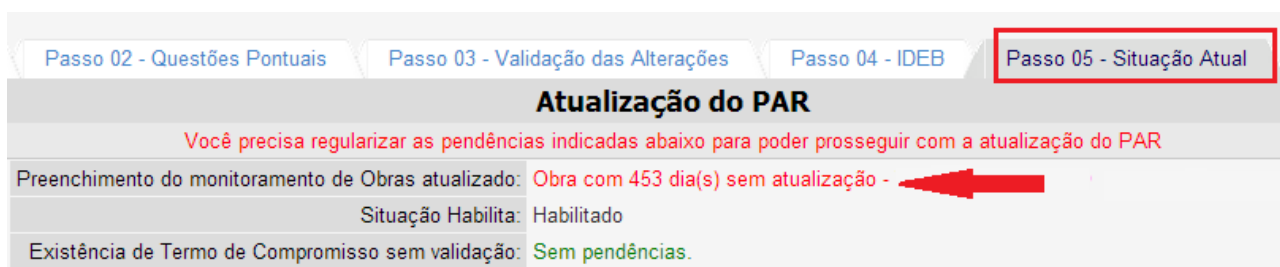 Passo 02 - Questões Pontuais Passo 03 - Validação das Alterações Passo 04 - IDEB Passo 05 - Situação Atual
Atualização do PAR
Você precisa regularizar as pendências indicadas abaixo para poder prosseguir com a atualização do PAR
Preenchimento do monitoramento de Obras atualizado: Obra com 453 dia(s) sem atualização -
Situação Habilita: Habilitado
Existência de Termo de Compromisso sem validação: Sem pendências.